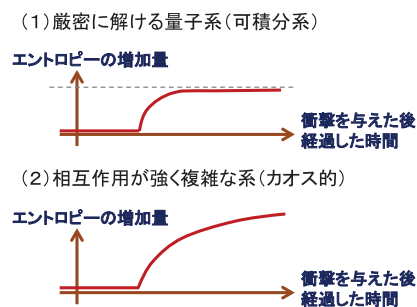 （１）厳密に解ける量子系（可積分系）
エントロピーの増加量
衝撃を与えた後
経過した時間
（２）相互作用が強く複雑な系（カオス的）
エントロピーの増加量
衝撃を与えた後
経過した時間